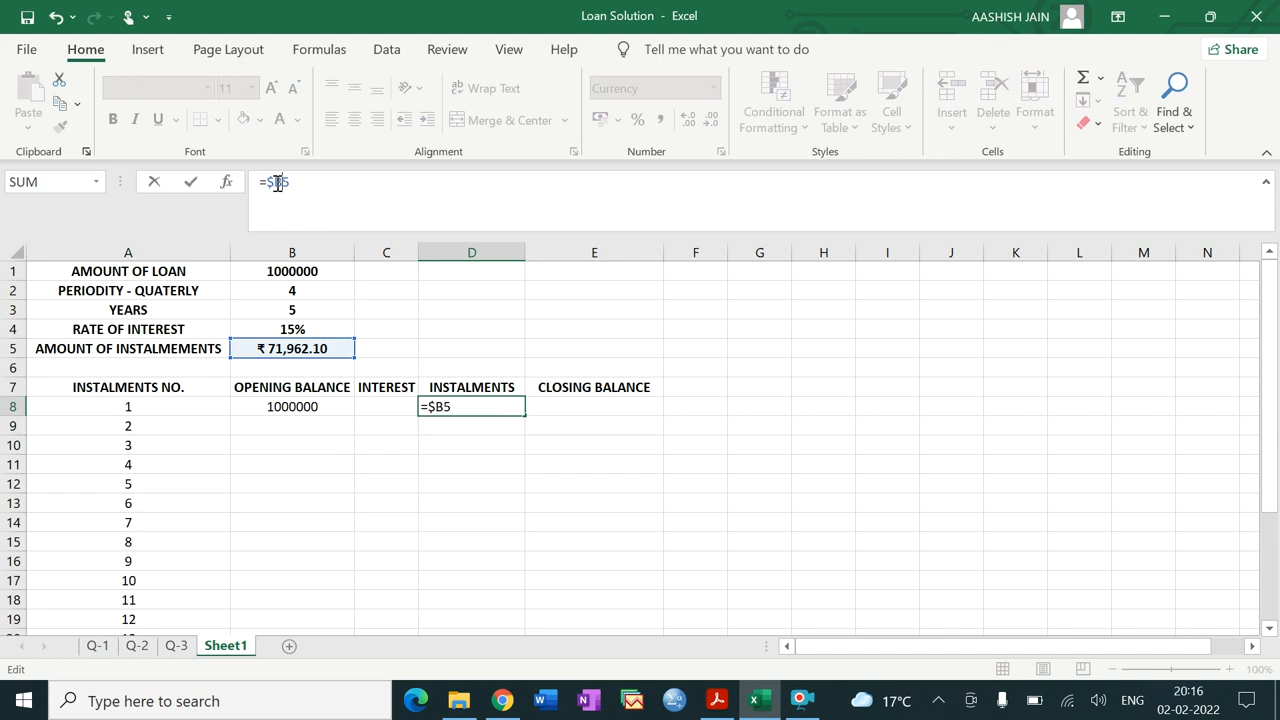 Loan Solution - Excel
AASHISH JAIN
File Home Insert Page Layout Formulas Data Review View Help Tell me what you want to do Share
Paste
11
B I U A
Wrap Text
Merge & Center
Currency
% ,
Conditional Formatting
Format as Table
Cell Styles
Insert Delete Format
Sort & Filter
Find & Select
Clipboard Font Alignment Number Styles Cells Editing
SUM fx =$B5
A B C D E F G H I J K L M N
1 AMOUNT OF LOAN 1000000
2 PERIODITY - QUATERLY 4
3 YEARS 5
4 RATE OF INTEREST 15%
5 AMOUNT OF INSTALMEMENTS ₹ 71,962.10
6
7 INSTALMENTS NO. OPENING BALANCE INTEREST INSTALMENTS CLOSING BALANCE
8 1 1000000 =$B5
9 2
10 3
11 4
12 5
13 6
14 7
15 8
16 9
17 10
18 11
19 12
Q-1 Q-2 Q-3 Sheet1
Edit 100%
Type here to search 17°C ENG 20:16
02-02-2022